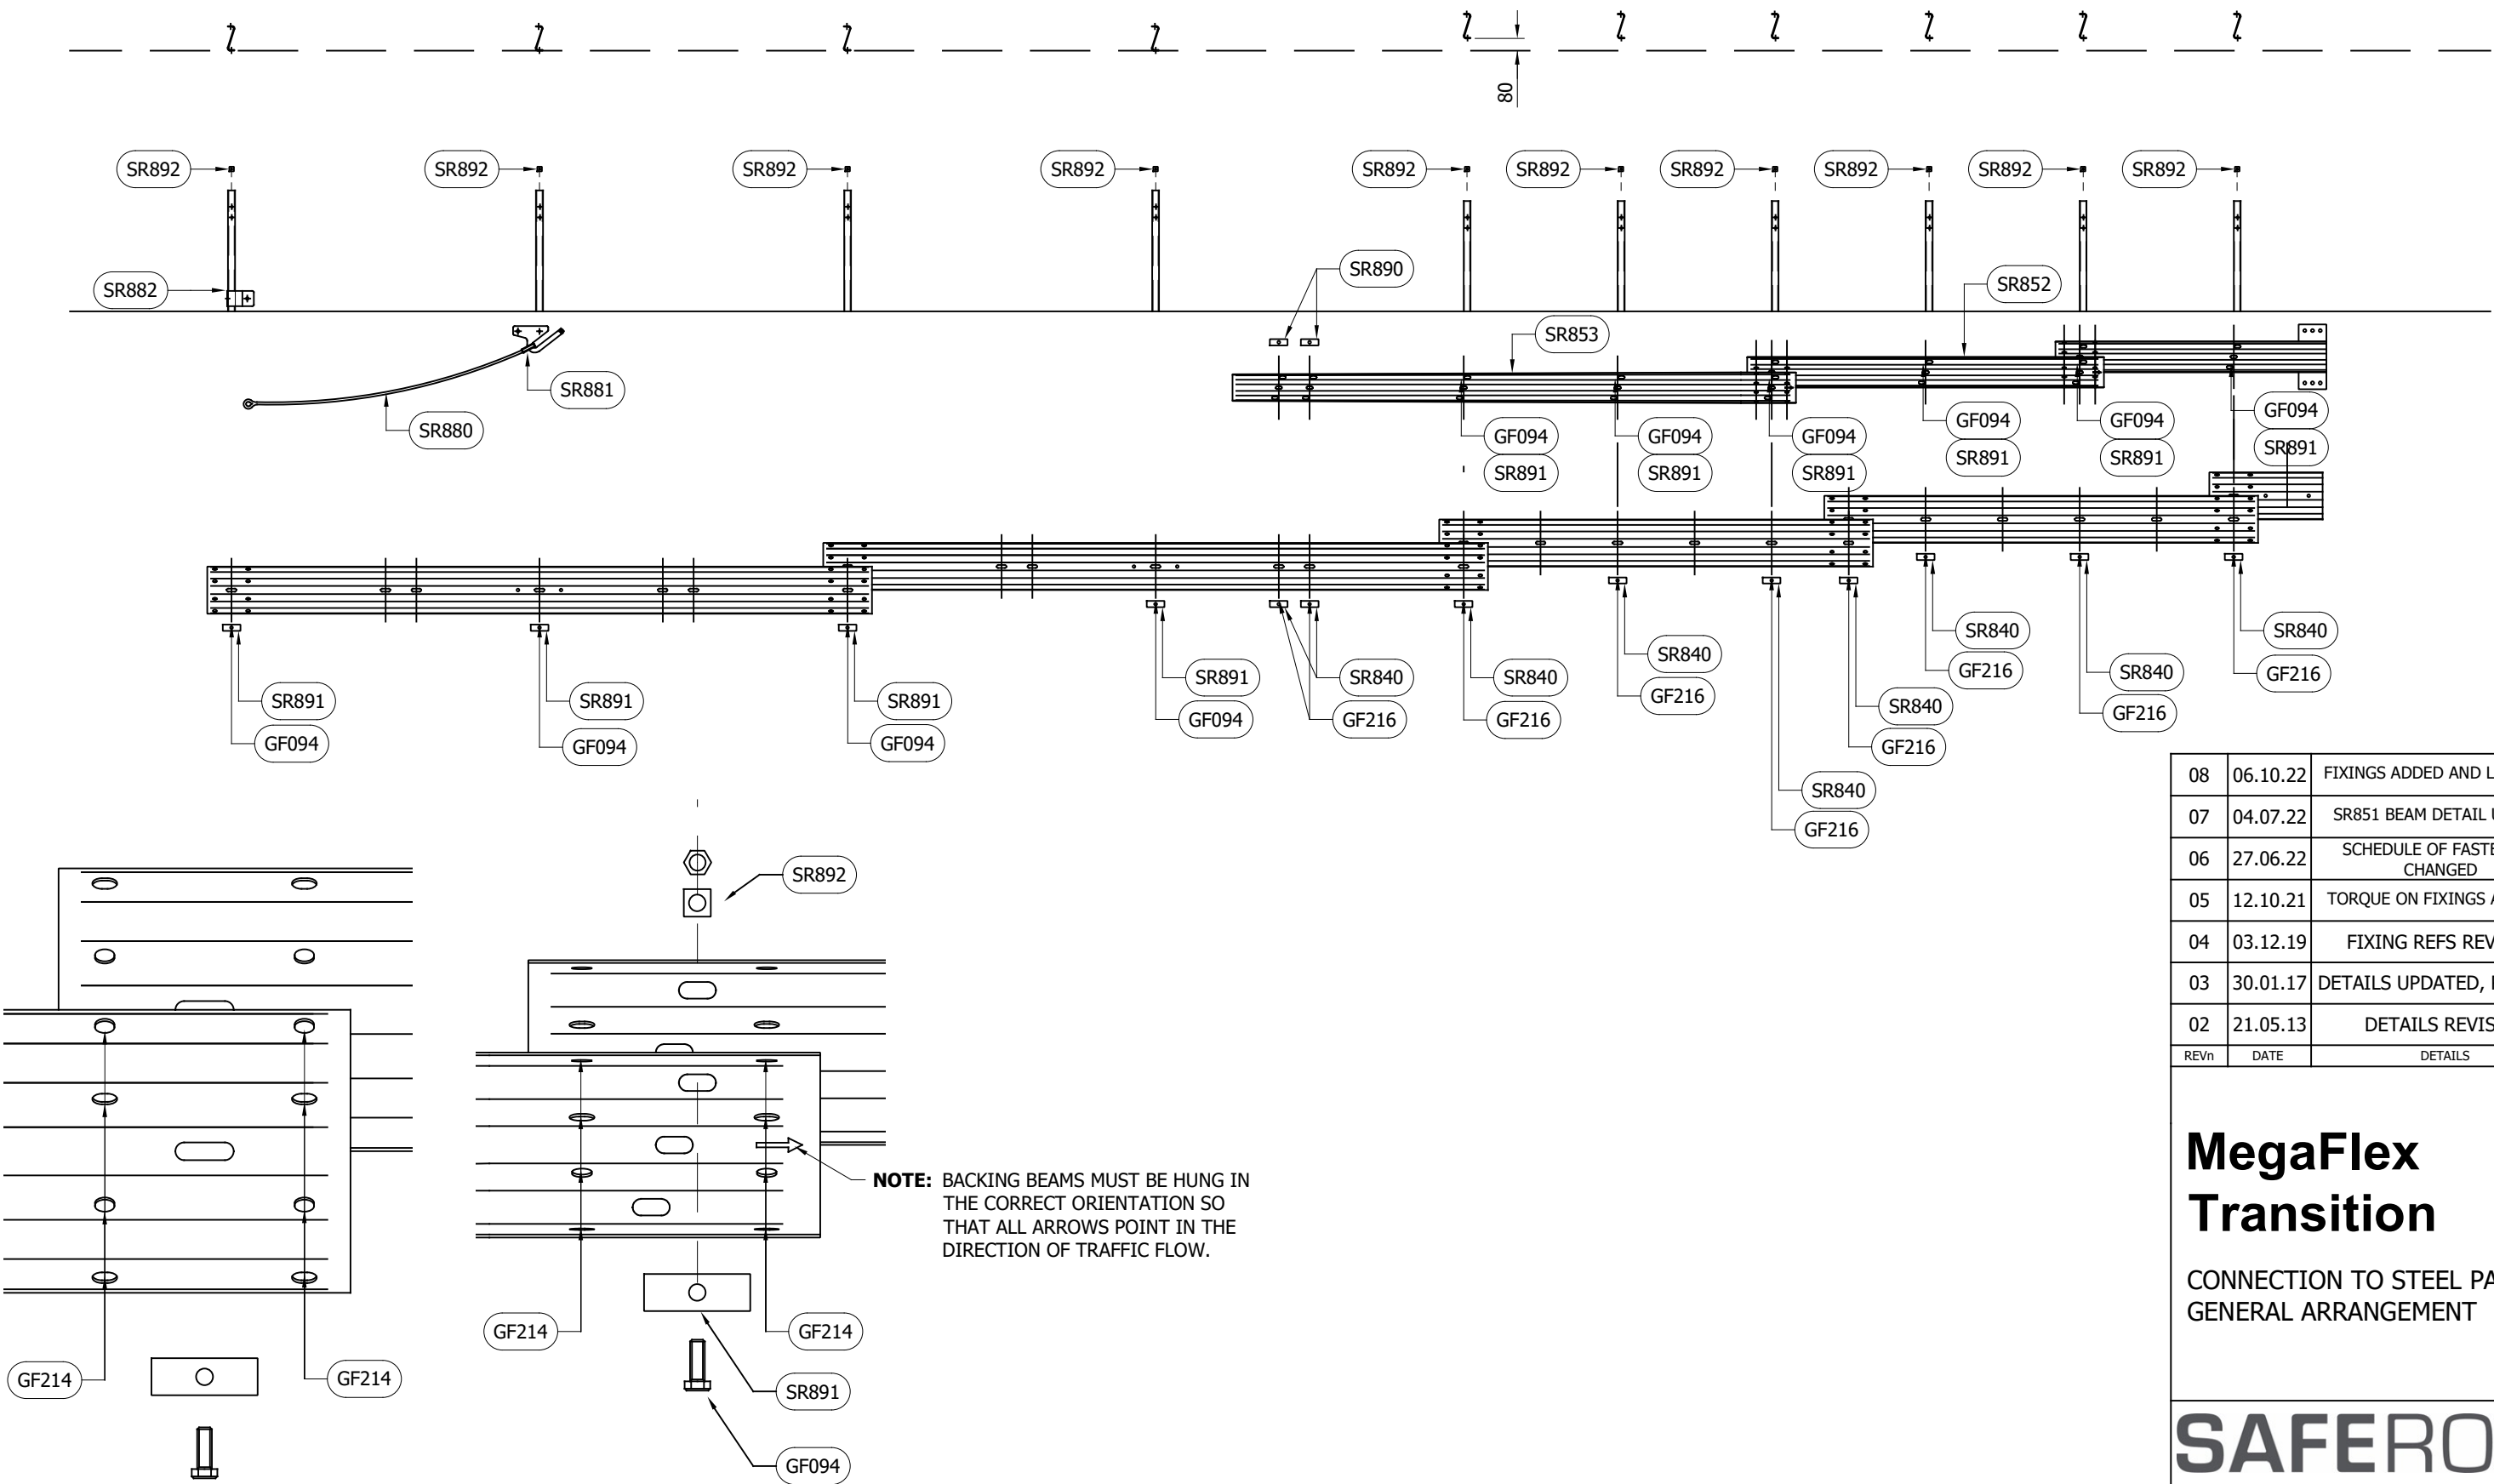 80
SR892 SR892 SR892 SR892 SR892 SR892 SR892 SR892 SR892 SR892
SR890
SR882
SR852
SR853
SR881
SR880
GF094 GF094 GF094 GF094 GF094 GF094
SR891 SR891 SR891 SR891 SR891 SR891
SR891 SR891 SR891 SR891 SR840 SR840 SR840 SR840 SR840 SR840 SR840
GF094 GF094 GF094 GF094 GF216 GF216 GF216 GF216 GF216 GF216 GF216
SR840
GF216
SR892
NOTE: BACKING BEAMS MUST BE HUNG IN
THE CORRECT ORIENTATION SO
THAT ALL ARROWS POINT IN THE
DIRECTION OF TRAFFIC FLOW.
GF214 GF214
GF214 GF214
SR891
GF094
08 06.10.22 FIXINGS ADDED AND
07 04.07.22 SR851 BEAM DETAIL
06 27.06.22 SCHEDULE OF
CHANGED
05 12.10.21 TORQUE ON FIXINGS
04 03.12.19 FIXING REFS
03 30.01.17 DETAILS UPDATED,
02 21.05.13 DETAILS
REVn DATE DETAILS
MegaFlex
Transition
CONNECTION TO STEEL
GENERAL ARRANGEMENT
SAFERO